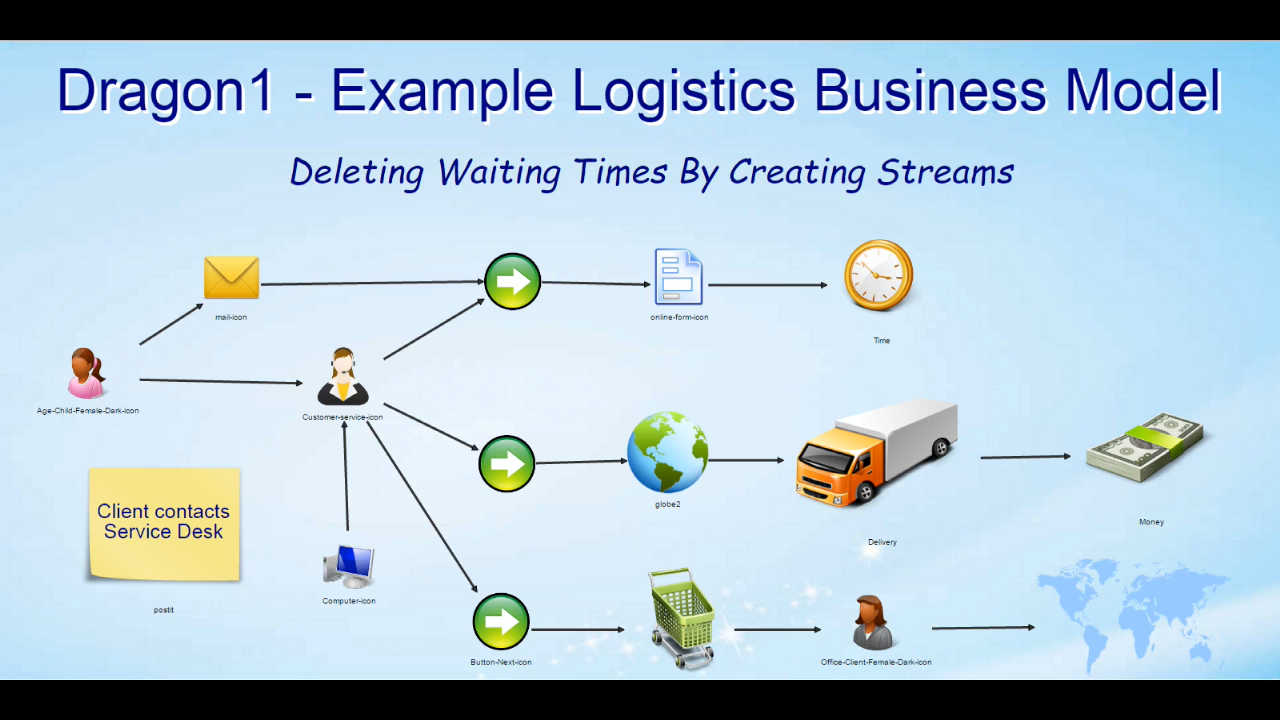 Dragon1 - Example Logistics Business Model
Deleting Waiting Times By Creating Streams
mail-icon
online-form-icon
Time
Age-Child-Female-Dark-icon
Customer-service-icon
Client contacts
Service Desk
globe2
Delivery
Money
Computer-icon
postit
Button-Next-icon
Office-Client-Female-Dark-icon